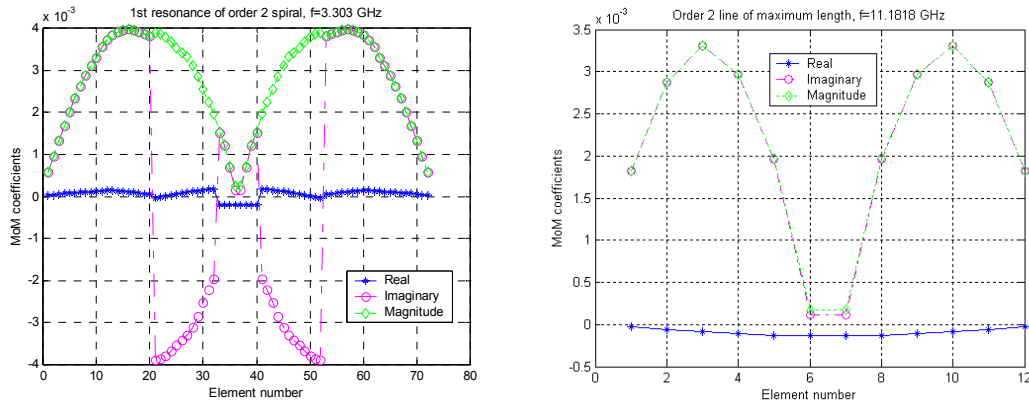 1st resonance of order 2 spiral, f=3.303 GHz
x 10⁻³
4
3
2
1
0
-1
-2
-3
-4
MoM coefficients
0 10 20 30 40 50 60 70 80
Element number
Real
Imaginary
Magnitude
Order 2 line of maximum length, f=11.1818 GHz
x 10⁻³
3.5
3
2.5
2
1.5
1
0.5
0
-0.5
MoM coefficients
0 2 4 6 8 10 12
Element number
Real
Imaginary
Magnitude